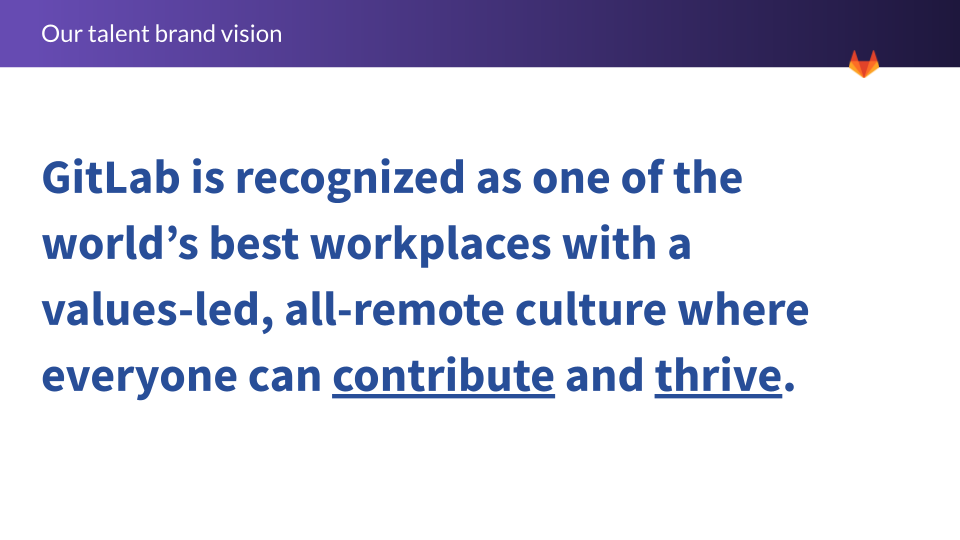 Our talent brand vision
GitLab is recognized as one of the
world’s best workplaces with a
values-led, all-remote culture where
everyone can contribute and thrive.